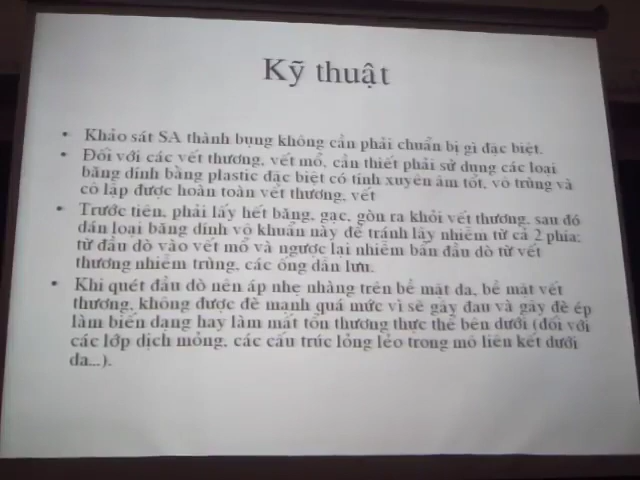 Kỹ thuật
• Khảo sát SA thành bụng không cần phải chuẩn bị gì đặc biệt.
• Đối với các vết thương, vết mổ, cần thiết phải sử dụng các loại
băng dính bằng plastic đặc biệt có tính xuyên âm tốt, vô trùng và
cô lập được hoàn toàn vết thương, vết
• Trước tiên, phải lấy hết băng, gạc, gòn ra khỏi vết thương, sau đó
dán loại băng dính vô khuẩn này để tránh lây nhiễm từ cả 2 phía:
từ đầu dò vào vết mổ và ngược lại nhiễm bẩn đầu dò từ vết
thương nhiễm trùng, các ống dẫn lưu.
• Khi quét đầu dò nên áp nhẹ nhàng trên bề mặt da, bề mặt vết
thương, không được đè mạnh quá mức vì sẽ gây đau và gây đè ép
làm biến dạng hay làm mất tổn thương thực thể bên dưới (đối với
các lớp dịch mỏng, các cấu trúc lỏng lẻo trong mô liên kết dưới
da...).